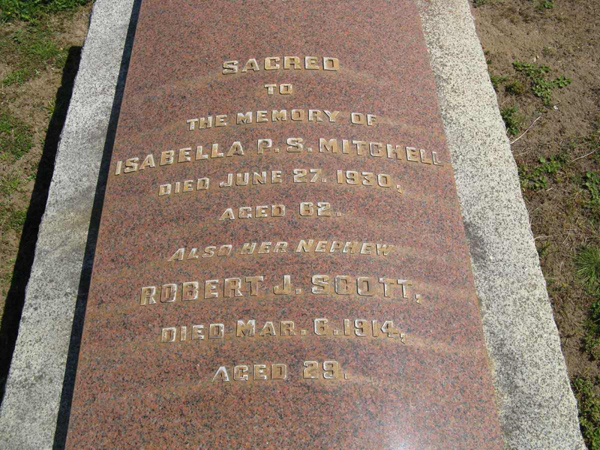 SACRED
TO
THE MEMORY OF
ISABELLA P. S. MITCHELL
DIED JUNE 27. 1930,
AGED 62.
ALSO HER NEPHEW
ROBERT J. SCOTT,
DIED MAR. 6. 1914,
AGED 29.